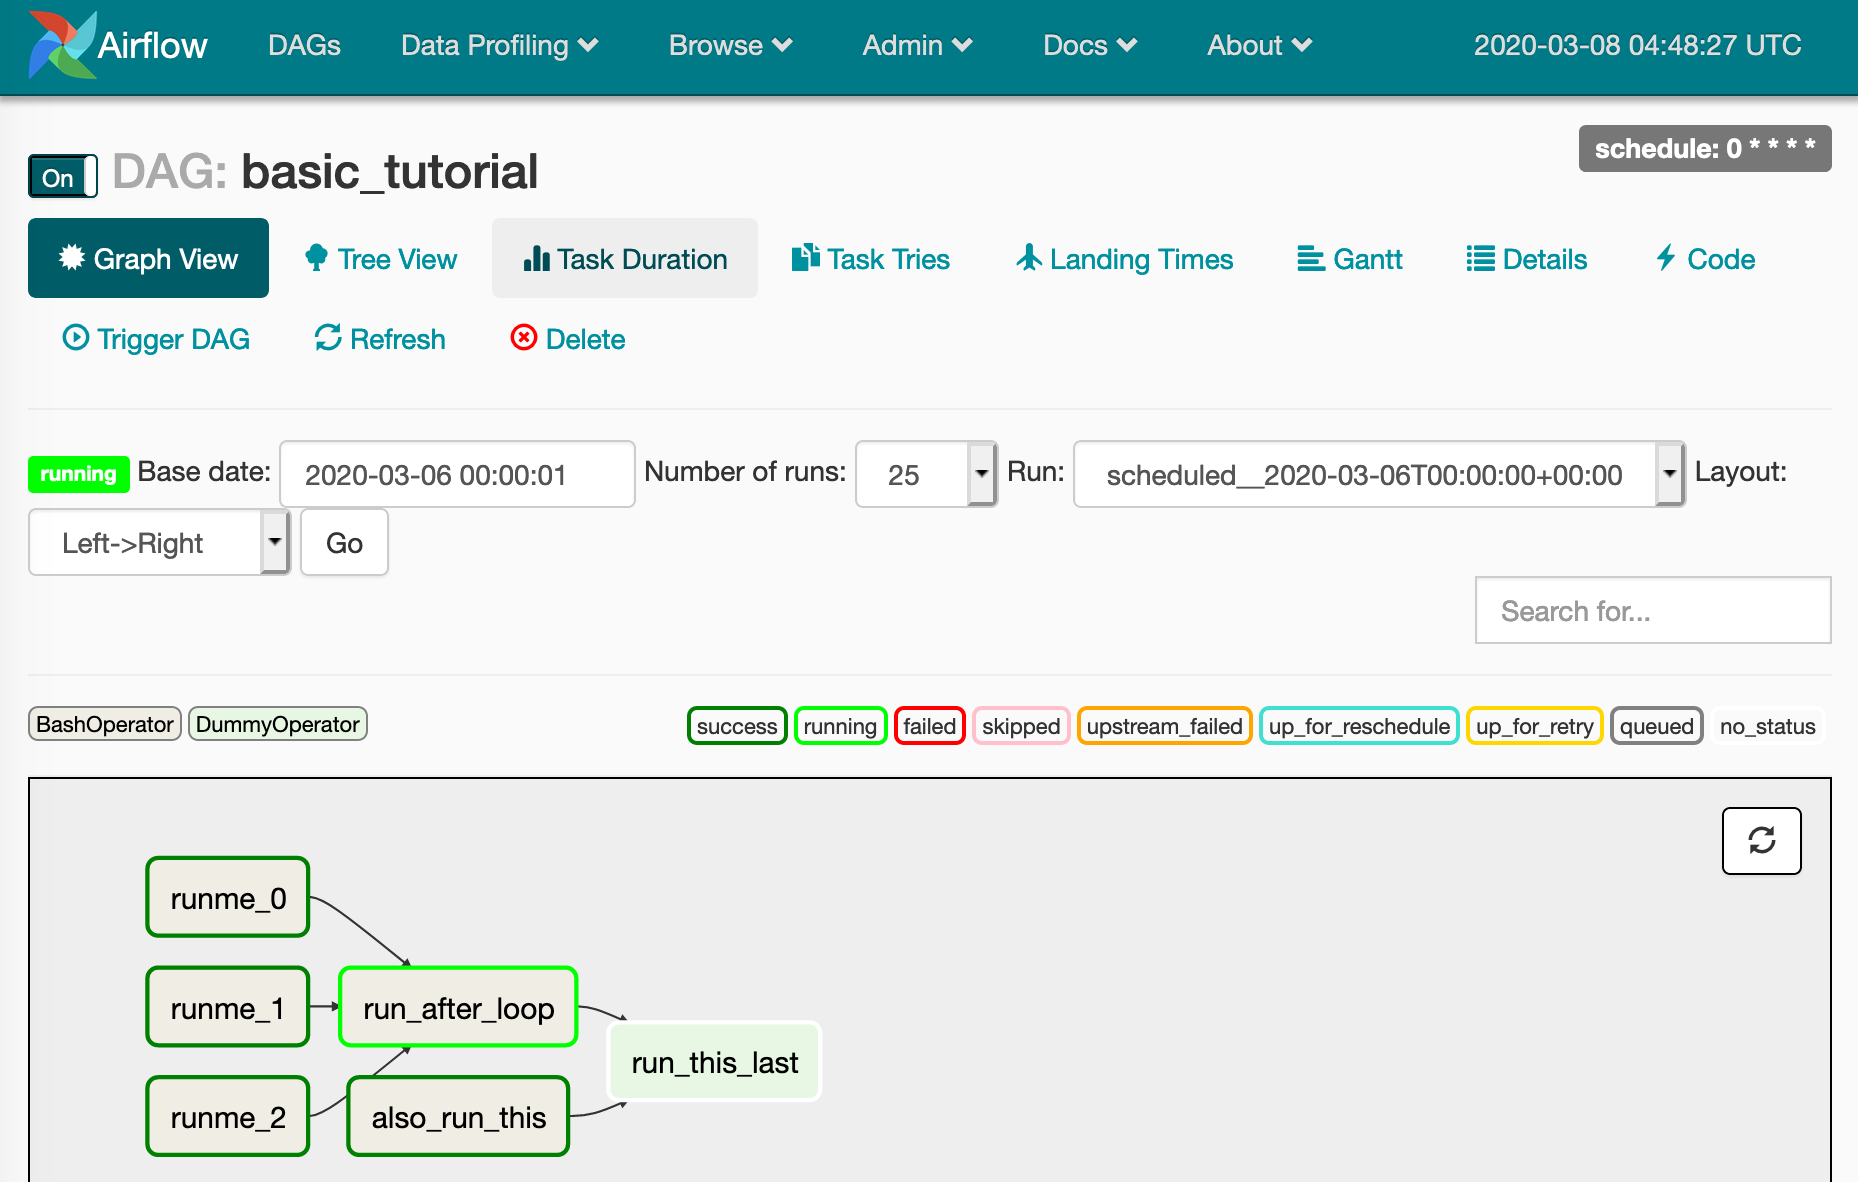 Airflow DAGs Data Profiling Browse Admin Docs About 2020-03-08 04:48:27 UTC
schedule: 0 * * * *
On DAG: basic_tutorial
Graph View Tree View Task Duration Task Tries Landing Times Gantt Details Code
Trigger DAG Refresh Delete
running Base date: 2020-03-06 00:00:01 Number of runs: 25 Run: scheduled__2020-03-06T00:00:00+00:00 Layout:
Left->Right Go
Search for...
BashOperator DummyOperator success running failed skipped upstream_failed up_for_reschedule up_for_retry queued no_status
runme_0
runme_1 run_after_loop
run_this_last
runme_2 also_run_this